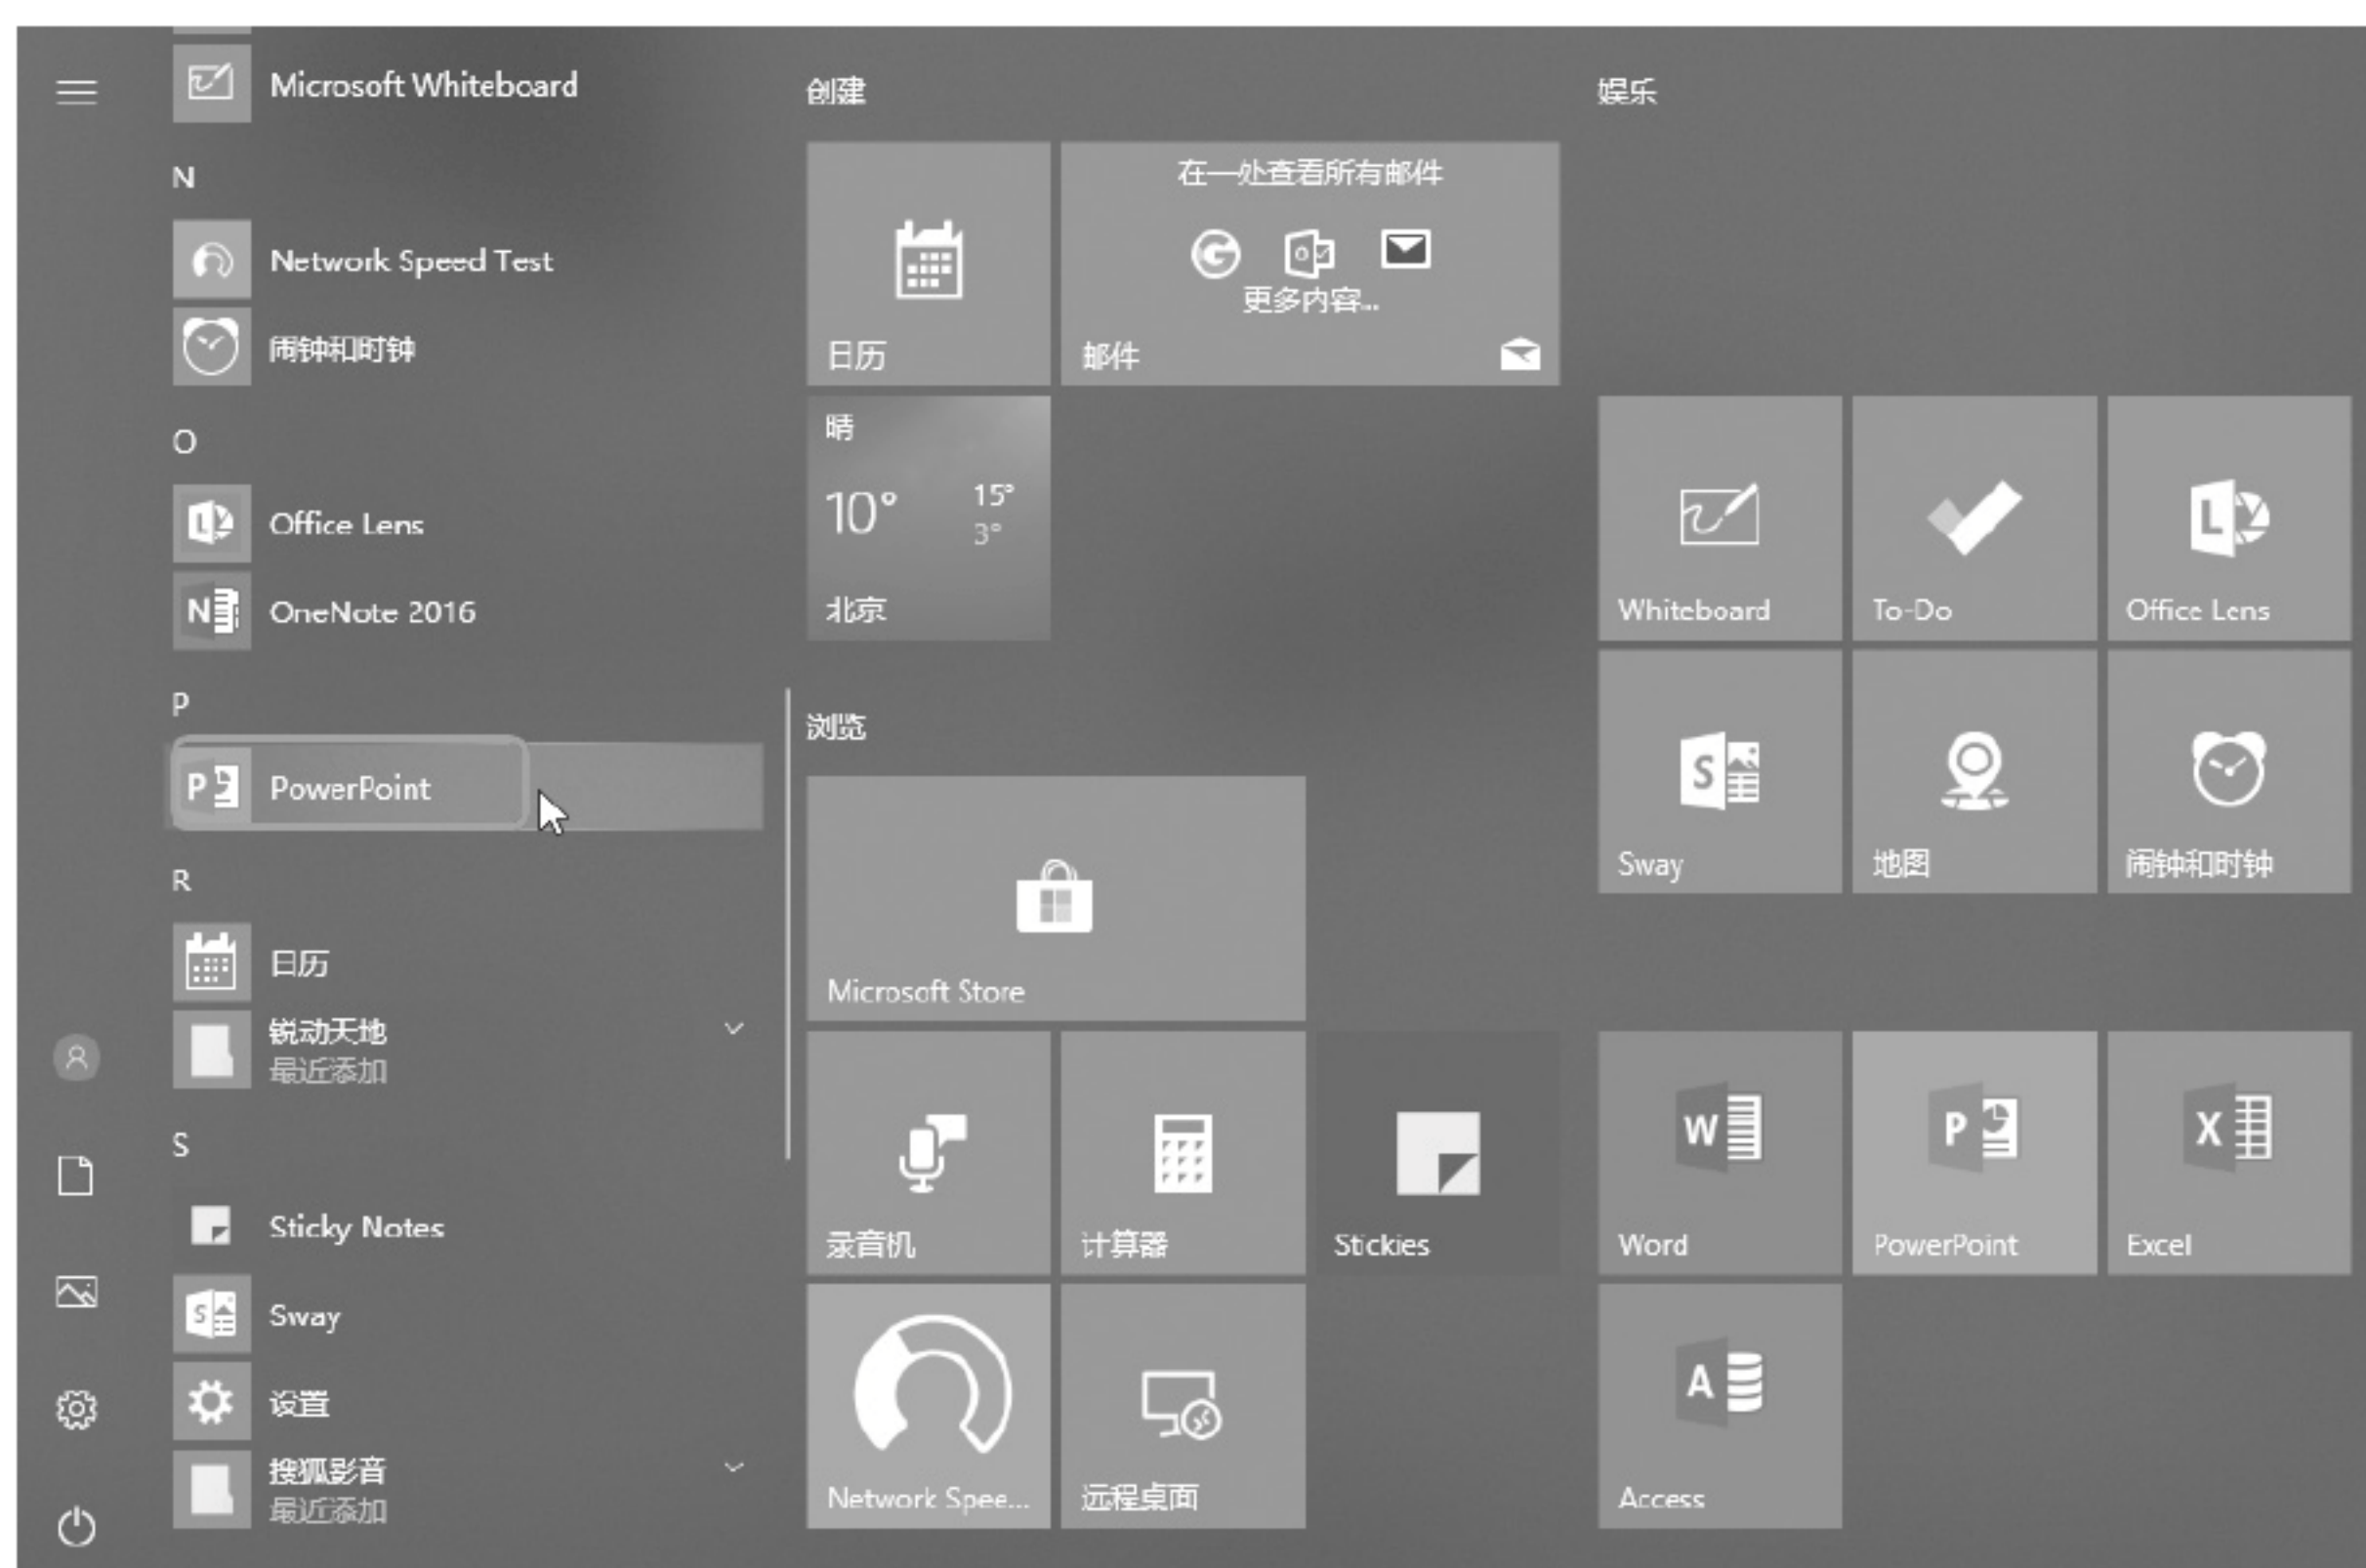 Microsoft Whiteboard
N
Network Speed Test
闹钟和时钟
O
Office Lens
OneNote 2016
P
PowerPoint
R
日历
锐动天地
最近添加
S
Sticky Notes
Sway
设置
搜狐影音
最近添加
创建
日历
在一处查看所有邮件
更多内容...
邮件
晴
10°
15°
3°
北京
浏览
Microsoft Store
录音机
计算器
Stickies
Network Spee...
远程桌面
娱乐
Whiteboard
To-Do
Office Lens
Sway
地图
闹钟和时钟
Word
PowerPoint
Excel
Access